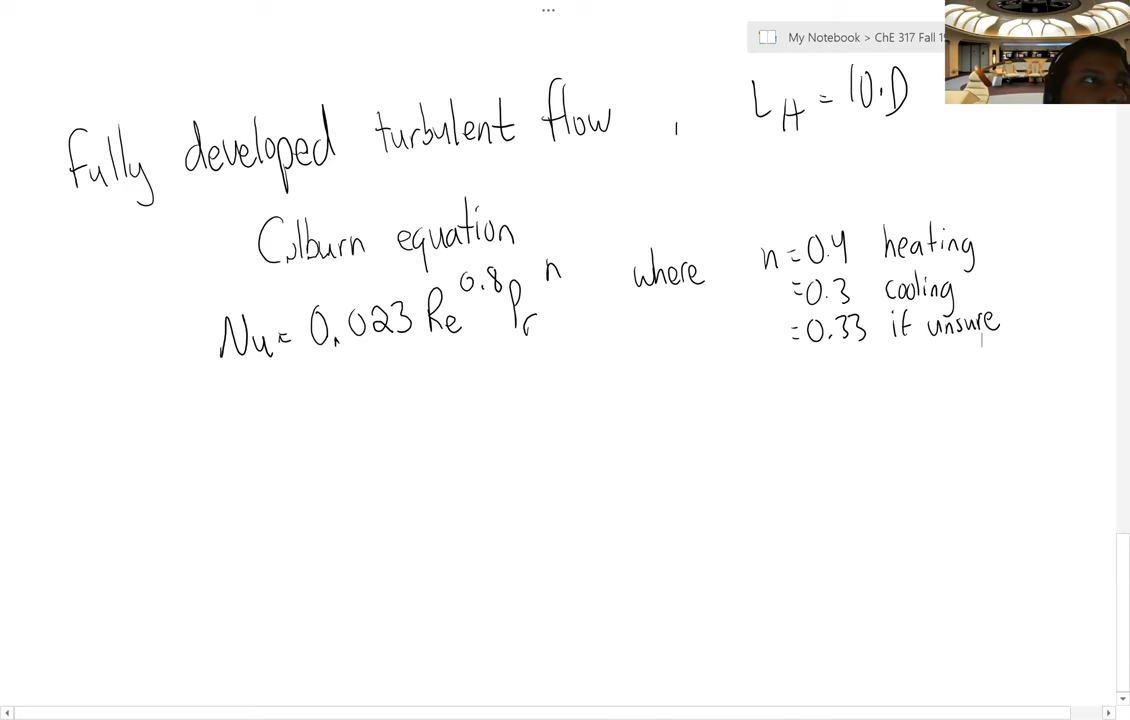 My Notebook > ChE 317 Fall 1
Fully developed turbulent flow , L_H = 10.D
Colburn equation
Nu = 0.023 Re^0.8 Pr^n where n = 0.4 heating
= 0.3 cooling
= 0.33 if unsure